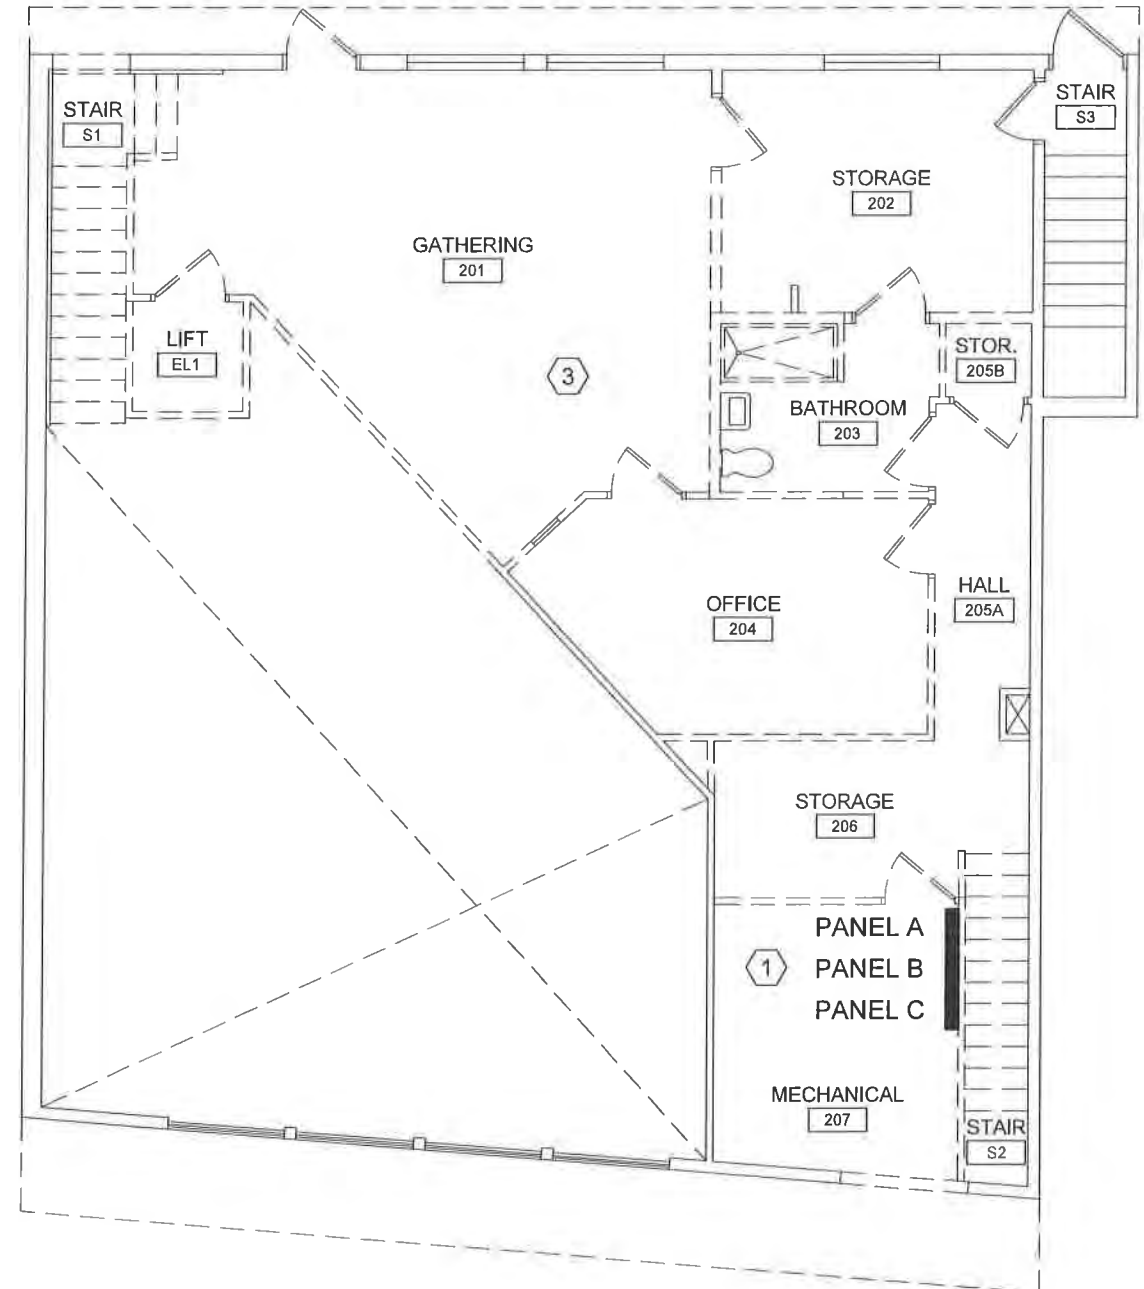 STAIR
S1
STAIR
S3
STORAGE
202
GATHERING
201
LIFT
EL1
STOR.
205B
3
BATHROOM
203
HALL
205A
OFFICE
204
STORAGE
206
PANEL A
1
PANEL B
PANEL C
MECHANICAL
207
STAIR
S2